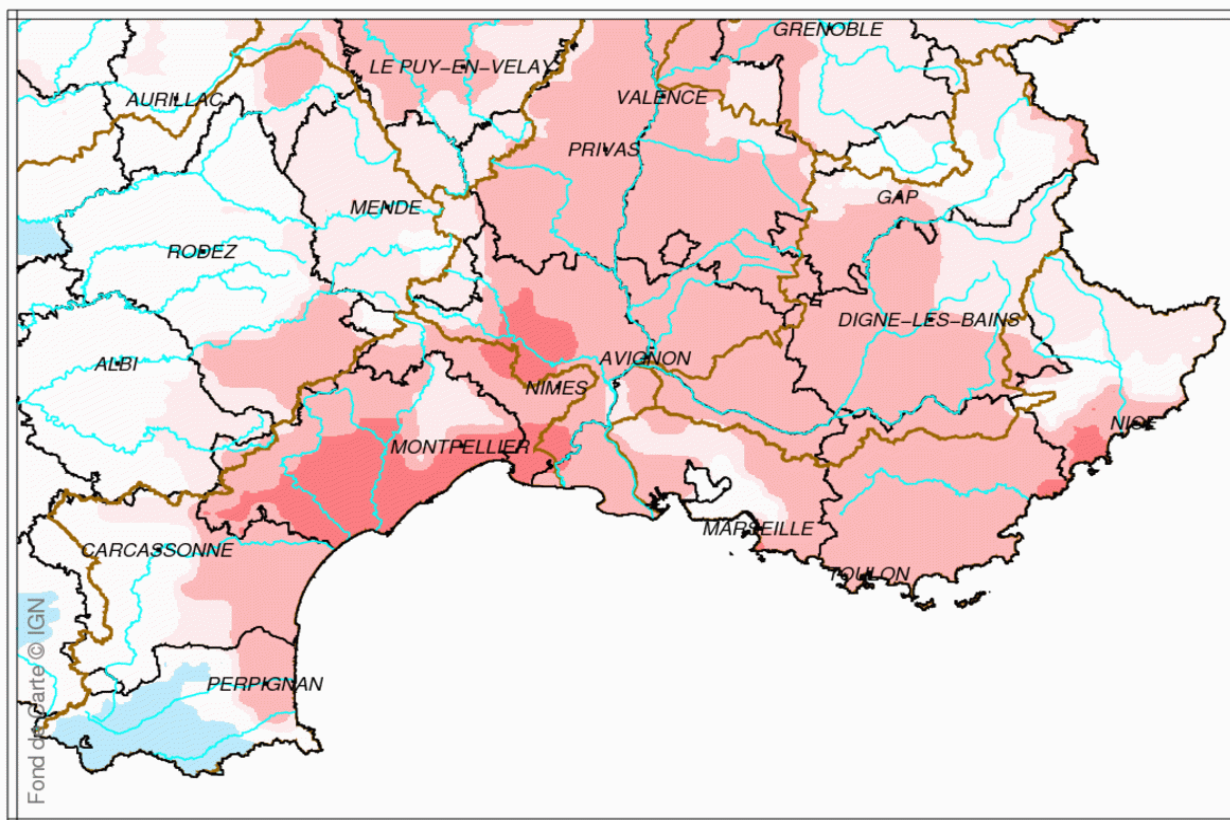 GRENOBLE
LE PUY-EN-VELAY
AURILLAC
VALENCE
PRIVAS
GAP
MENDE
RODEZ
DIGNE-LES-BAINS
AVIGNON
ALBI
NIMES
NICE
MONTPELLIER
MARSEILLE
CARCASSONNE
TOULON
PERPIGNAN
Fond de Carte © IGN